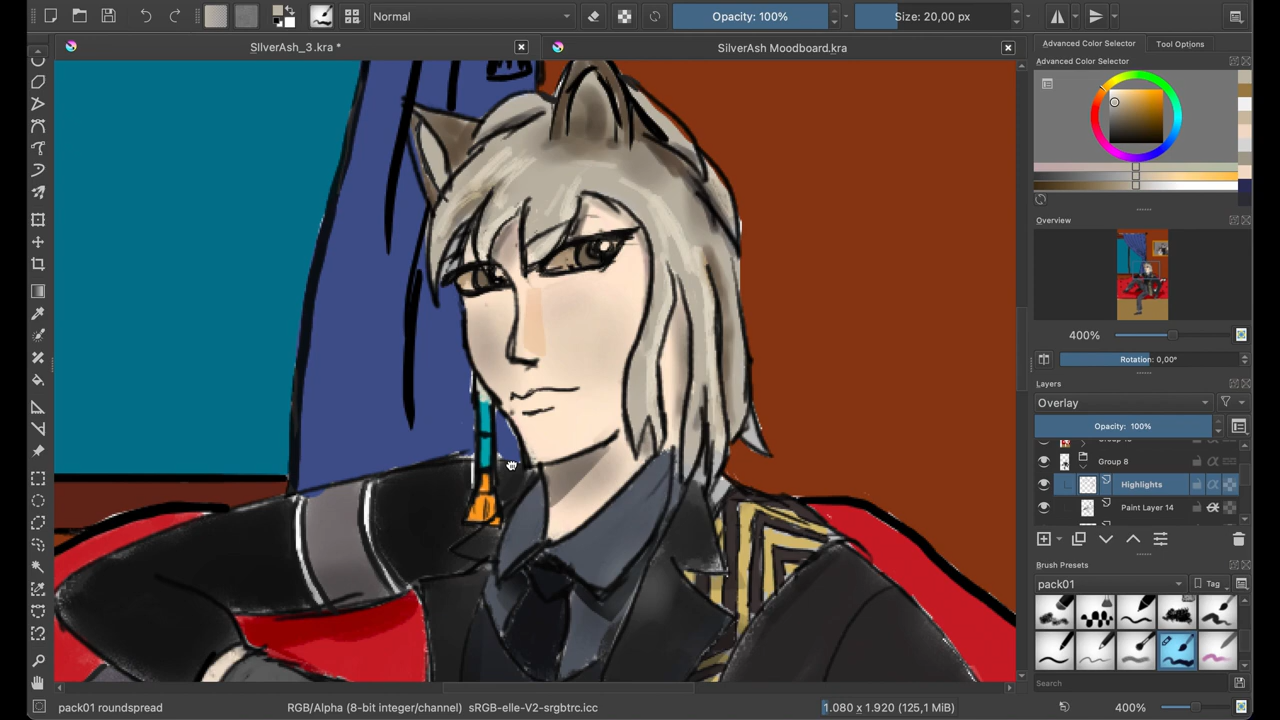 Normal
Opacity: 100%
Size: 20,00 px
SIlverAsh_3.kra *
SilverAsh Moodboard.kra
Advanced Color Selector
Tool Options
Advanced Color Selector
Overview
400%
Rotation: 0,00°
Layers
Overlay
Opacity: 100%
Group 8
Highlights
Paint Layer 14
Brush Presets
pack01
Tag
Search
pack01 roundspread
RGB/Alpha (8-bit integer/channel) sRGB-elle-V2-srgbtrc.icc
1.080 x 1.920 (125,1 MiB)
400%